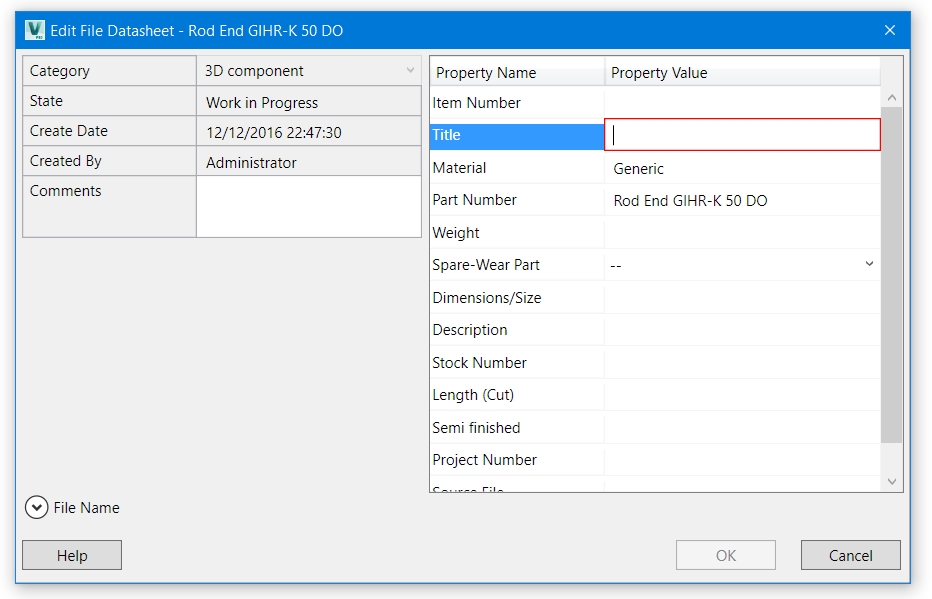 Edit File Datasheet - Rod End GIHR-K 50 DO
Category 3D component
State Work in Progress
Create Date 12/12/2016 22:47:30
Created By Administrator
Comments
Property Name Property Value
Item Number
Title
Material Generic
Part Number Rod End GIHR-K 50 DO
Weight
Spare-Wear Part --
Dimensions/Size
Description
Stock Number
Length (Cut)
Semi finished
Project Number
Source File
File Name
Help OK Cancel